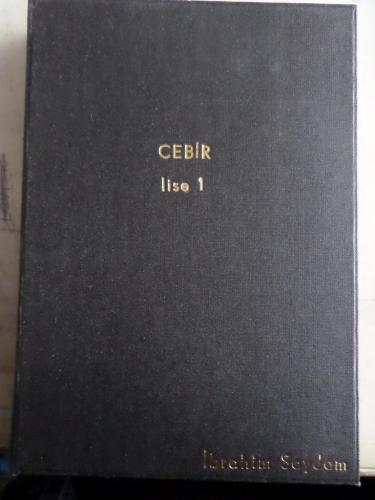 CEBİR
lise 1
İbrahim Saydam